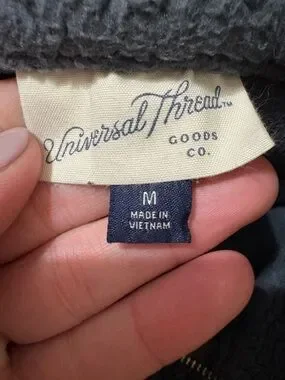 Universal Thread™
GOODS
CO.
M
MADE IN
VIETNAM